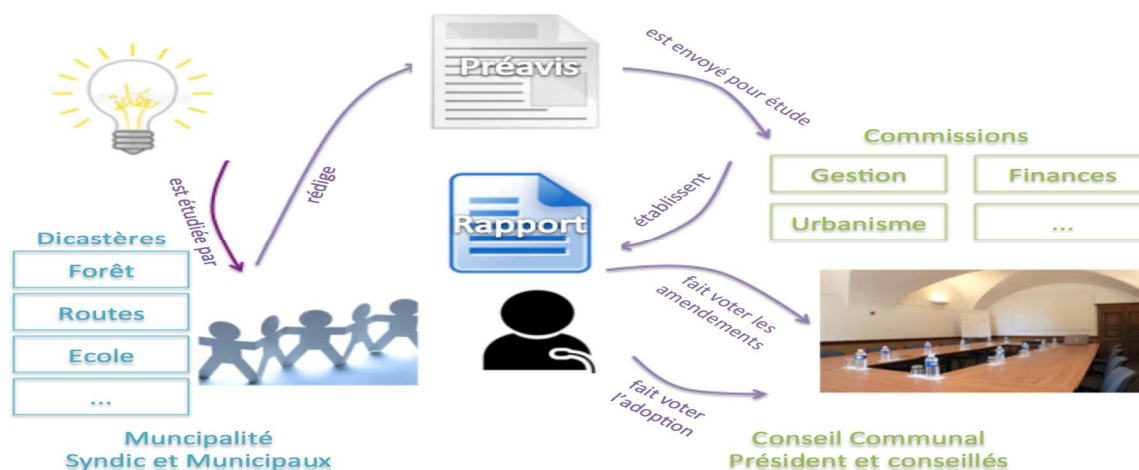 idée
est étudiée par
rédige
Préavis
est envoyé pour étude
Commissions
Gestion
Finances
Urbanisme
...
établissent
Rapport
fait voter les
amendements
fait voter
l'adoption
Dicastères
Forêt
Routes
Ecole
...
Muncipalité
Syndic et Municipaux
Conseil Communal
Président et conseillés